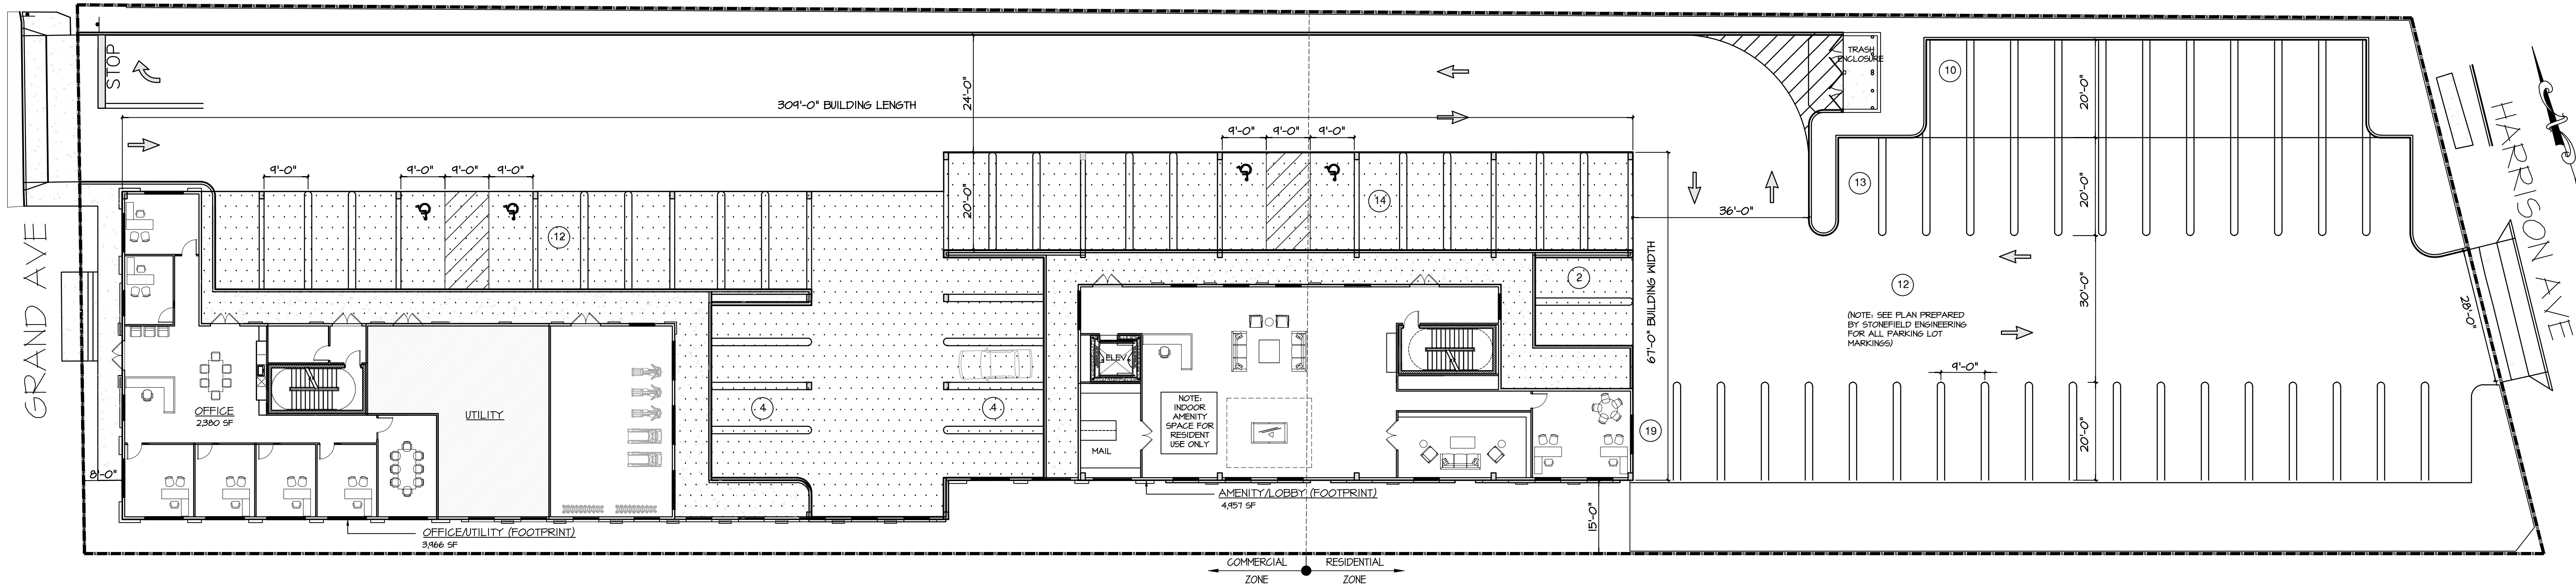 GRAND AVE
STOP
309'-0" BUILDING LENGTH
24'-0"
TRASH
ENCLOSURE
10
20'-0"
HARRISON AVE
9'-0"
9'-0"
9'-0"
9'-0"
9'-0"
9'-0"
9'-0"
20'-0"
14
12
13
20'-0"
36'-0"
67'-0" BUILDING WIDTH
2
12
30'-0"
28'-0"
(NOTE: SEE PLAN PREPARED
BY STONEFIELD ENGINEERING
FOR ALL PARKING LOT
MARKINGS)
9'-0"
ELEV.
OFFICE
2,380 SF
UTILITY
4
4
NOTE:
INDOOR
AMENITY
SPACE FOR
RESIDENT
USE ONLY
MAIL
19
20'-0"
8'-0"
AMENITY/LOBBY (FOOTPRINT)
4,957 SF
15'-0"
OFFICE/UTILITY (FOOTPRINT)
3,966 SF
COMMERCIAL
ZONE
RESIDENTIAL
ZONE